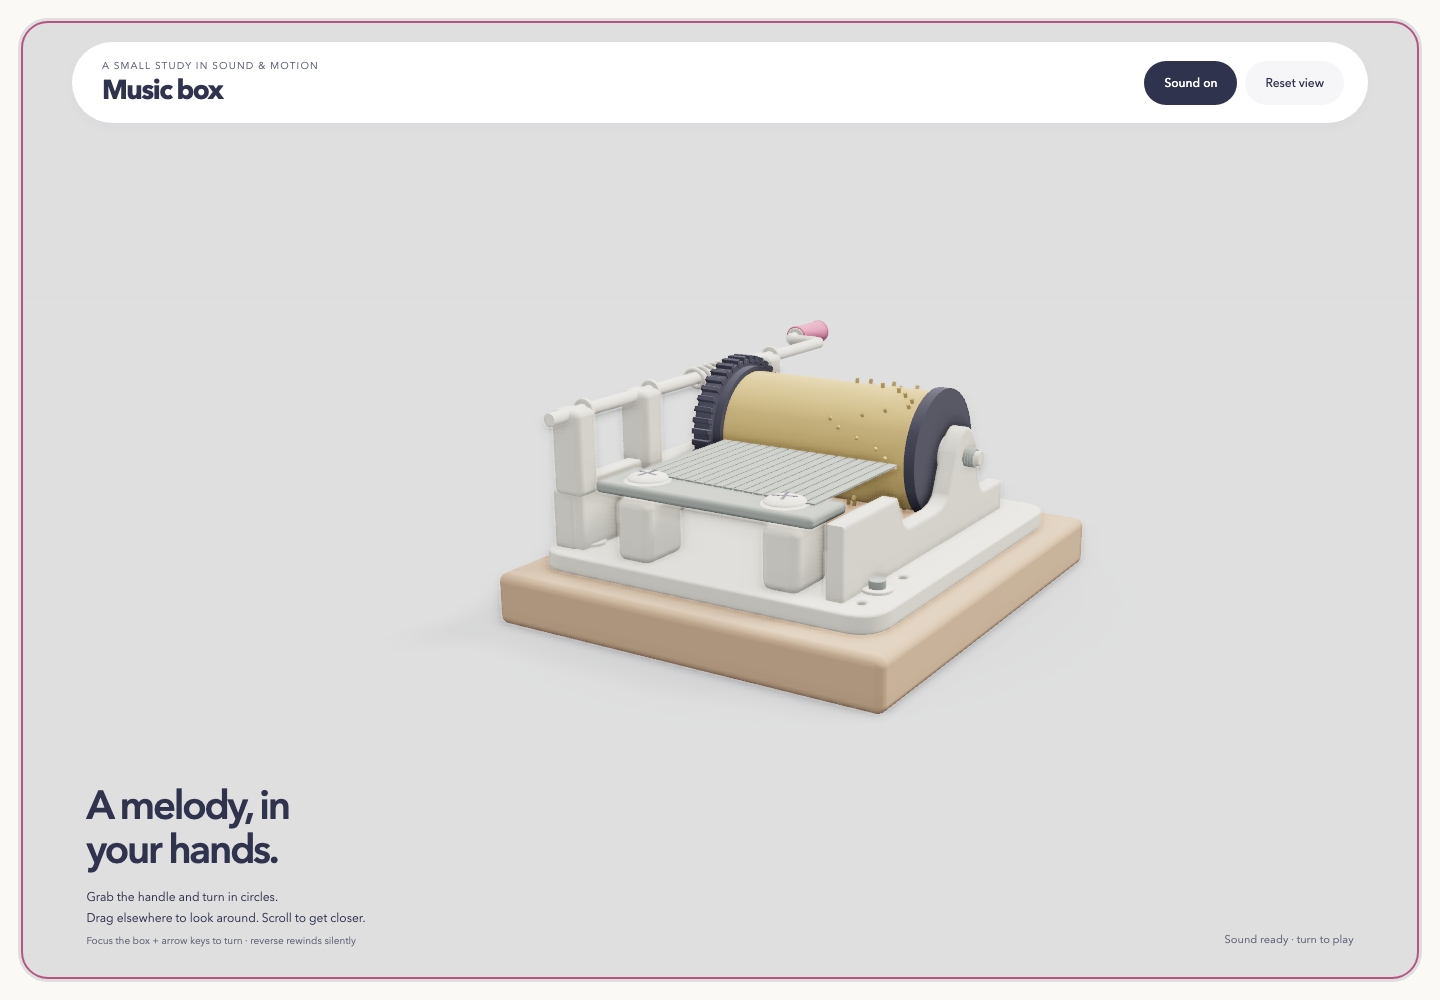 A SMALL STUDY IN SOUND & MOTION
Music box
Sound on
Reset view
A melody, in
your hands.
Grab the handle and turn in circles.
Drag elsewhere to look around. Scroll to get closer.
Focus the box + arrow keys to turn · reverse rewinds silently
Sound ready · turn to play